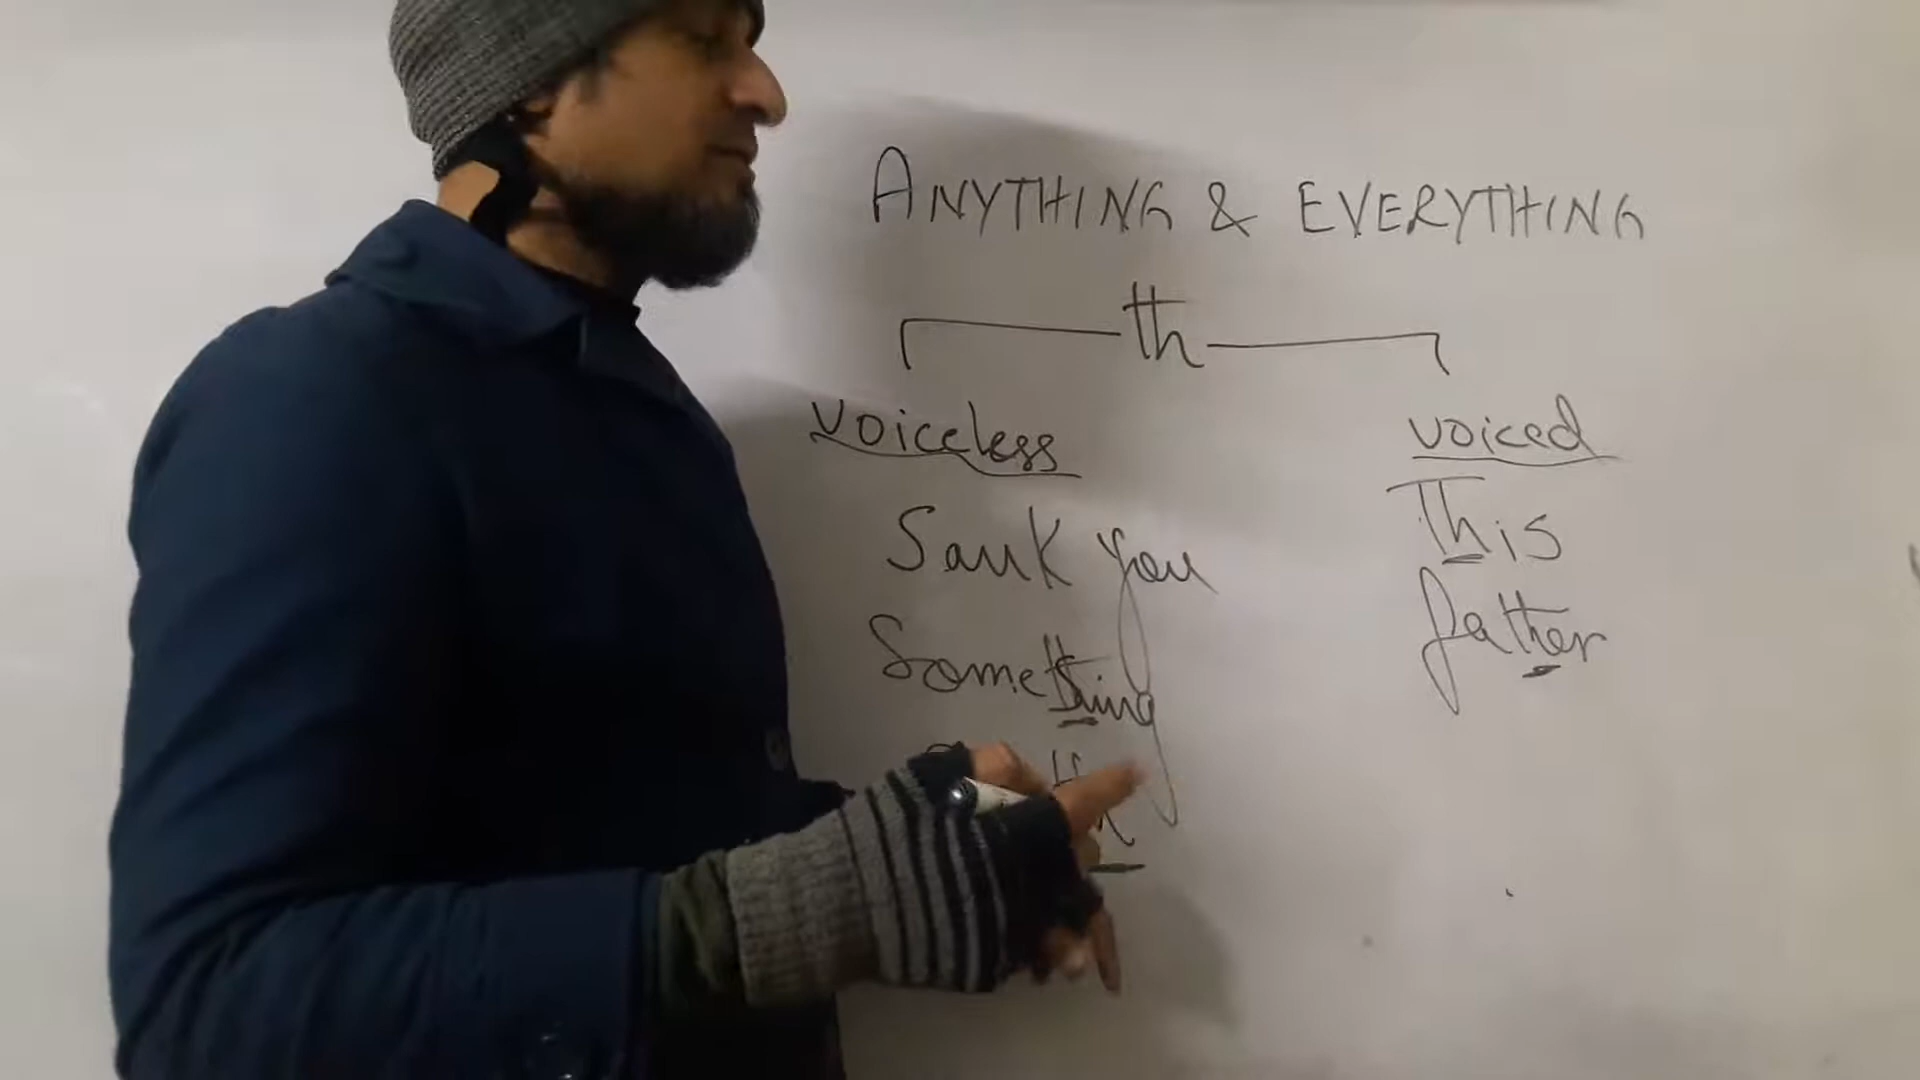 ANYTHING & EVERYTHING
th
voiceless voiced
Sank you This
Something father